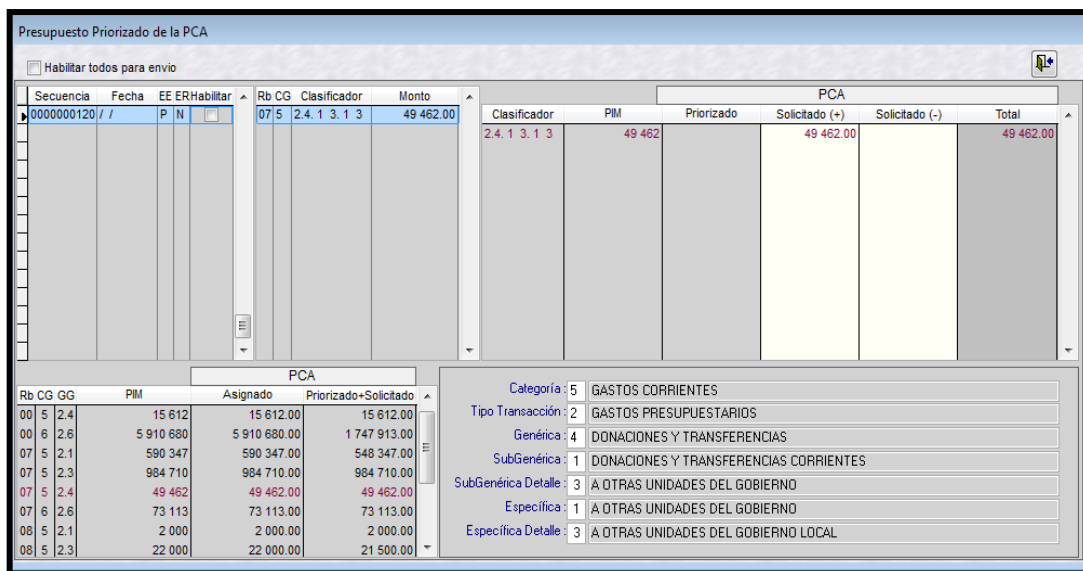 Presupuesto Priorizado de la PCA
Habilitar todos para envio
Secuencia Fecha EE ER Habilitar
0000000120 / / P N
Rb CG Clasificador Monto
07 5 2.4. 1 3. 1 3 49 462.00
PCA
Clasificador PIM Priorizado Solicitado (+) Solicitado (-) Total
2.4. 1 3. 1 3 49 462 49 462.00 49 462.00
PCA
Rb CG GG PIM Asignado Priorizado+Solicitado
00 5 2.4 15 612 15 612.00 15 612.00
00 6 2.6 5 910 680 5 910 680.00 1 747 913.00
07 5 2.1 590 347 590 347.00 548 347.00
07 5 2.3 984 710 984 710.00 984 710.00
07 5 2.4 49 462 49 462.00 49 462.00
07 6 2.6 73 113 73 113.00 73 113.00
08 5 2.1 2 000 2 000.00 2 000.00
08 5 2.3 22 000 22 000.00 21 500.00
Categoría : 5 GASTOS CORRIENTES
Tipo Transacción : 2 GASTOS PRESUPUESTARIOS
Genérica : 4 DONACIONES Y TRANSFERENCIAS
SubGenérica : 1 DONACIONES Y TRANSFERENCIAS CORRIENTES
SubGenérica Detalle : 3 A OTRAS UNIDADES DEL GOBIERNO
Específica : 1 A OTRAS UNIDADES DEL GOBIERNO
Específica Detalle : 3 A OTRAS UNIDADES DEL GOBIERNO LOCAL